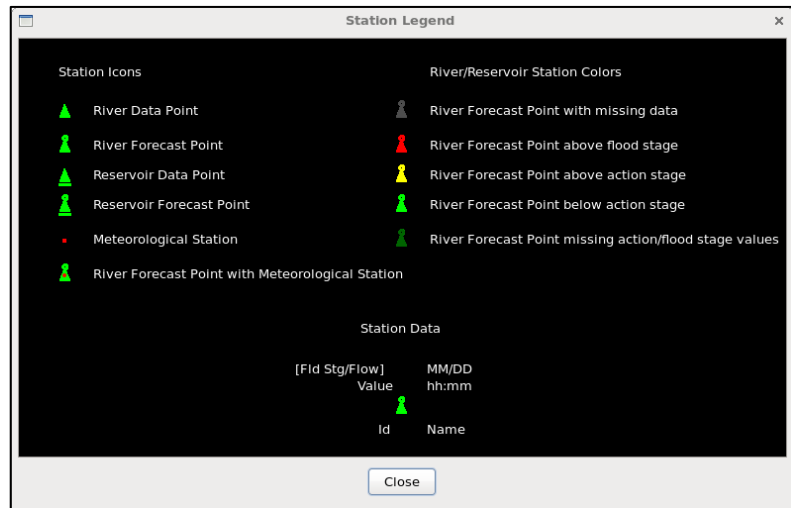 Station Legend
Station Icons
River Data Point
River Forecast Point
Reservoir Data Point
Reservoir Forecast Point
Meteorological Station
River Forecast Point with Meteorological Station
River/Reservoir Station Colors
River Forecast Point with missing data
River Forecast Point above flood stage
River Forecast Point above action stage
River Forecast Point below action stage
River Forecast Point missing action/flood stage values
Station Data
[Fld Stg/Flow] MM/DD
Value hh:mm
Id Name
Close